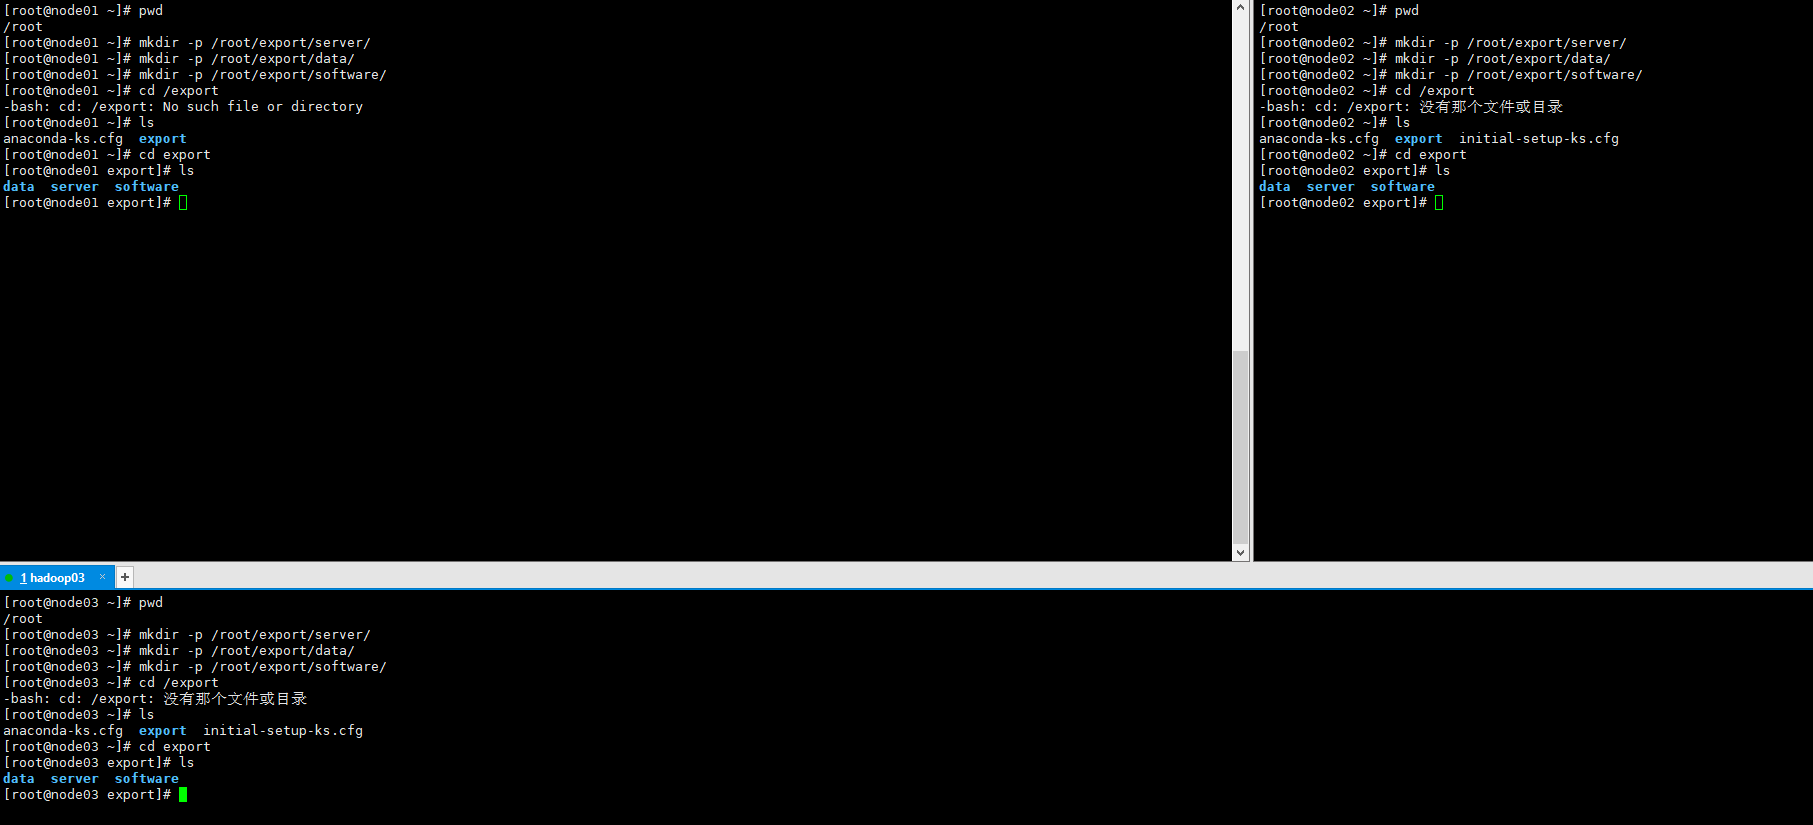 [root@node01 ~]# pwd
/root
[root@node01 ~]# mkdir -p /root/export/server/
[root@node01 ~]# mkdir -p /root/export/data/
[root@node01 ~]# mkdir -p /root/export/software/
[root@node01 ~]# cd /export
-bash: cd: /export: No such file or directory
[root@node01 ~]# ls
anaconda-ks.cfg  export
[root@node01 ~]# cd export
[root@node01 export]# ls
data  server  software
[root@node01 export]#
[root@node02 ~]# pwd
/root
[root@node02 ~]# mkdir -p /root/export/server/
[root@node02 ~]# mkdir -p /root/export/data/
[root@node02 ~]# mkdir -p /root/export/software/
[root@node02 ~]# cd /export
-bash: cd: /export: 没有那个文件或目录
[root@node02 ~]# ls
anaconda-ks.cfg  export  initial-setup-ks.cfg
[root@node02 ~]# cd export
[root@node02 export]# ls
data  server  software
[root@node02 export]#
1 hadoop03 × +
[root@node03 ~]# pwd
/root
[root@node03 ~]# mkdir -p /root/export/server/
[root@node03 ~]# mkdir -p /root/export/data/
[root@node03 ~]# mkdir -p /root/export/software/
[root@node03 ~]# cd /export
-bash: cd: /export: 没有那个文件或目录
[root@node03 ~]# ls
anaconda-ks.cfg  export  initial-setup-ks.cfg
[root@node03 ~]# cd export
[root@node03 export]# ls
data  server  software
[root@node03 export]#